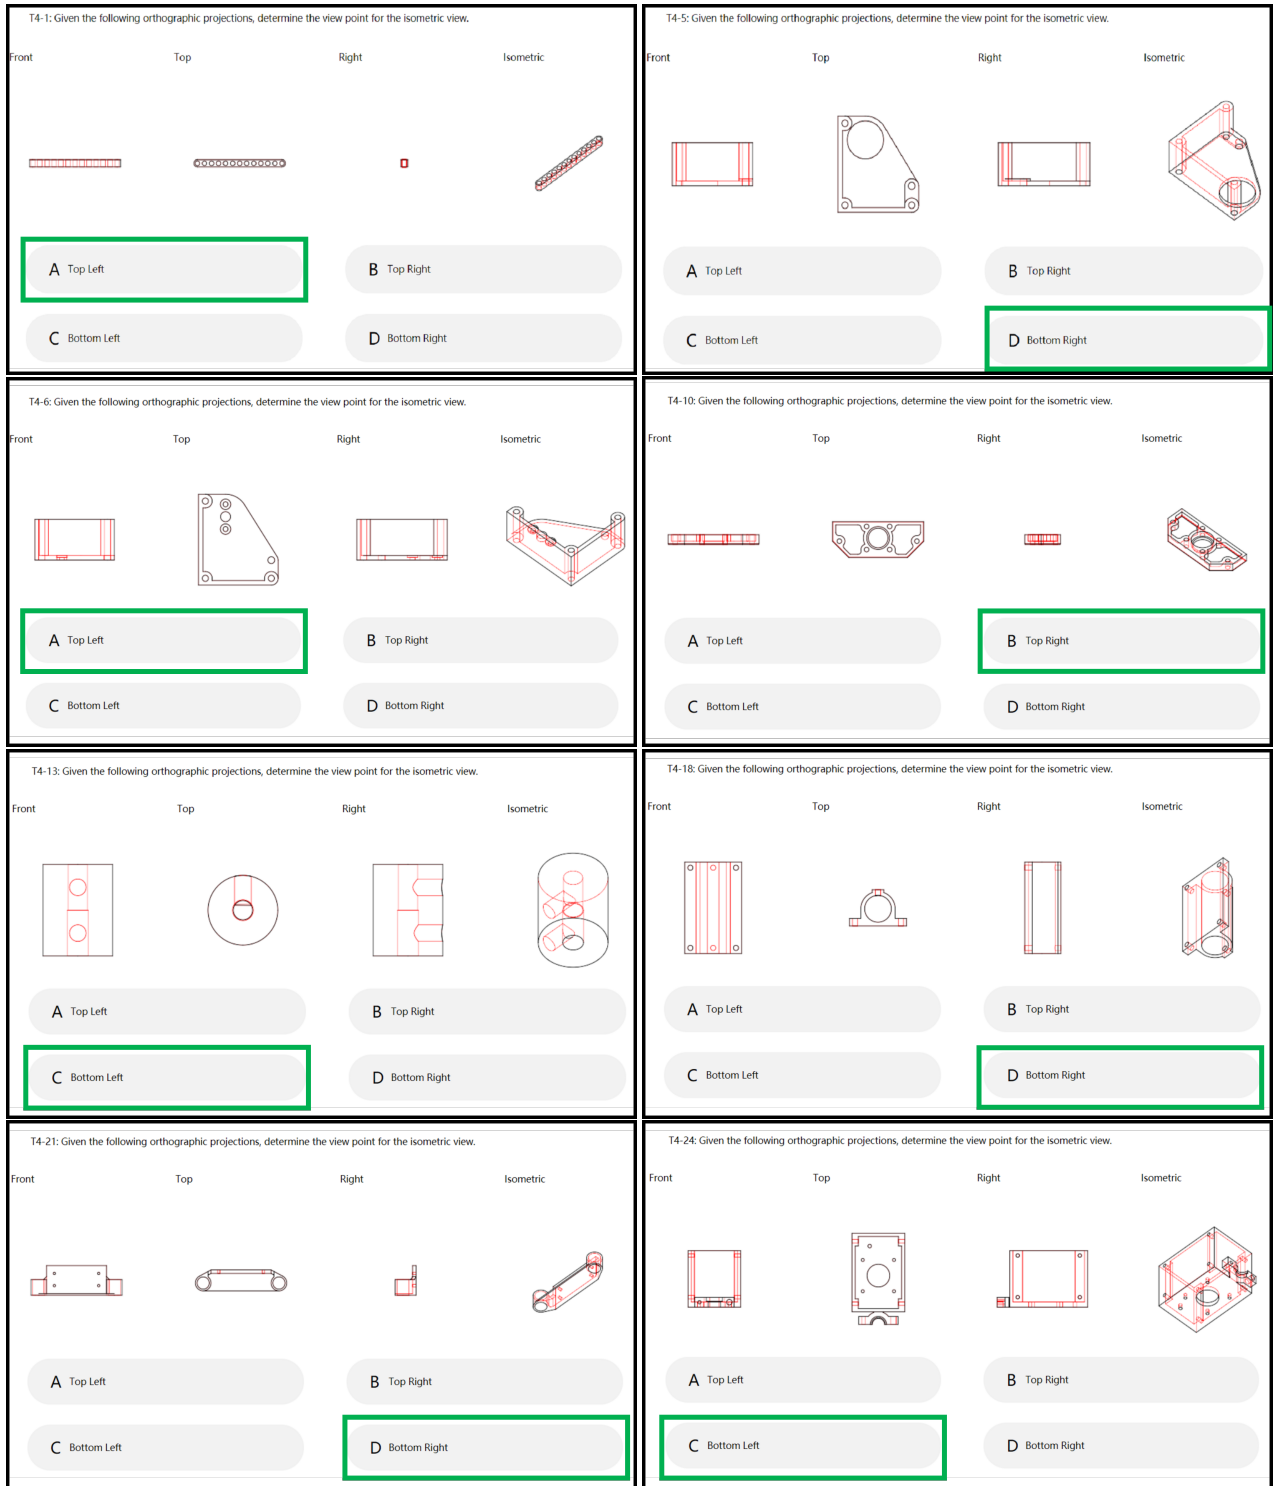 T4-1: Given the following orthographic projections, determine the view point for the isometric view.
Front Top Right Isometric
A Top Left
B Top Right
C Bottom Left
D Bottom Right
T4-5: Given the following orthographic projections, determine the view point for the isometric view.
Front Top Right Isometric
A Top Left
B Top Right
C Bottom Left
D Bottom Right
T4-6: Given the following orthographic projections, determine the view point for the isometric view.
Front Top Right Isometric
A Top Left
B Top Right
C Bottom Left
D Bottom Right
T4-10: Given the following orthographic projections, determine the view point for the isometric view.
Front Top Right Isometric
A Top Left
B Top Right
C Bottom Left
D Bottom Right
T4-13: Given the following orthographic projections, determine the view point for the isometric view.
Front Top Right Isometric
A Top Left
B Top Right
C Bottom Left
D Bottom Right
T4-18: Given the following orthographic projections, determine the view point for the isometric view.
Front Top Right Isometric
A Top Left
B Top Right
C Bottom Left
D Bottom Right
T4-21: Given the following orthographic projections, determine the view point for the isometric view.
Front Top Right Isometric
A Top Left
B Top Right
C Bottom Left
D Bottom Right
T4-24: Given the following orthographic projections, determine the view point for the isometric view.
Front Top Right Isometric
A Top Left
B Top Right
C Bottom Left
D Bottom Right